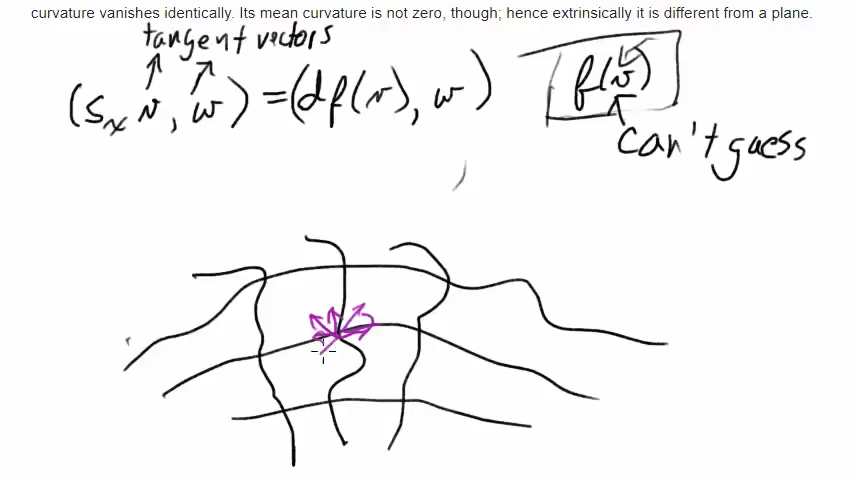 curvature vanishes identically. Its mean curvature is not zero, though; hence extrinsically it is different from a plane.
tangent vectors
(Sₓ v, w) = (df(v), w)
f(v)
can't guess